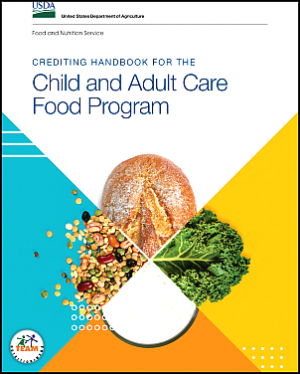 USDA
United States Department of Agriculture
Food and Nutrition Service
CREDITING HANDBOOK FOR THE
Child and Adult Care
Food Program
TEAM